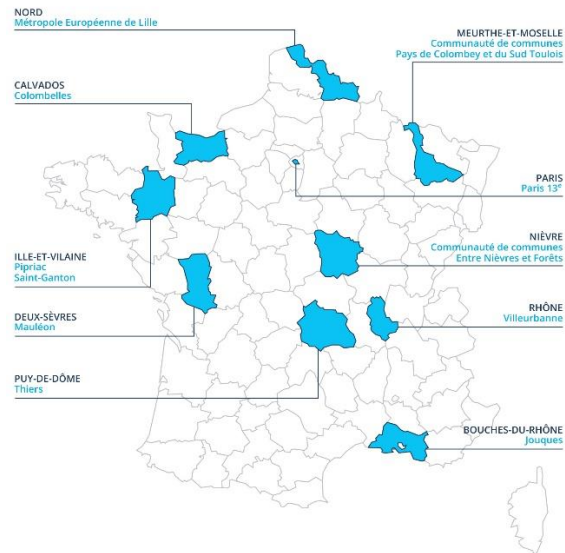 NORD
Métropole Européenne de Lille
MEURTHE-ET-MOSELLE
Communauté de communes
Pays de Colombey et du Sud Toulois
CALVADOS
Colombelles
PARIS
Paris 13e
NIÈVRE
Communauté de communes
Entre Nièvres et Forêts
ILLE-ET-VILAINE
Pipriac
Saint-Ganton
DEUX-SÈVRES
Mauléon
RHÔNE
Villeurbanne
PUY-DE-DÔME
Thiers
BOUCHES-DU-RHÔNE
Jouques